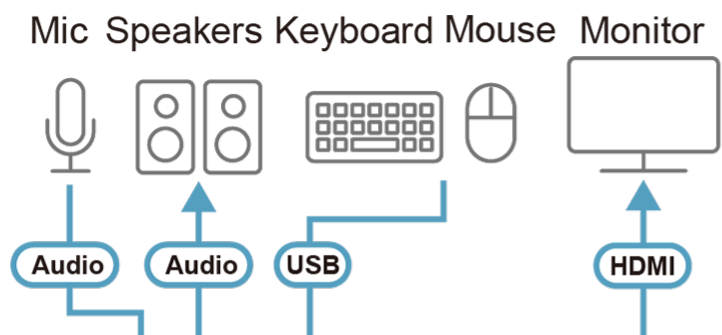 Mic Speakers Keyboard Mouse Monitor
Audio Audio USB HDMI